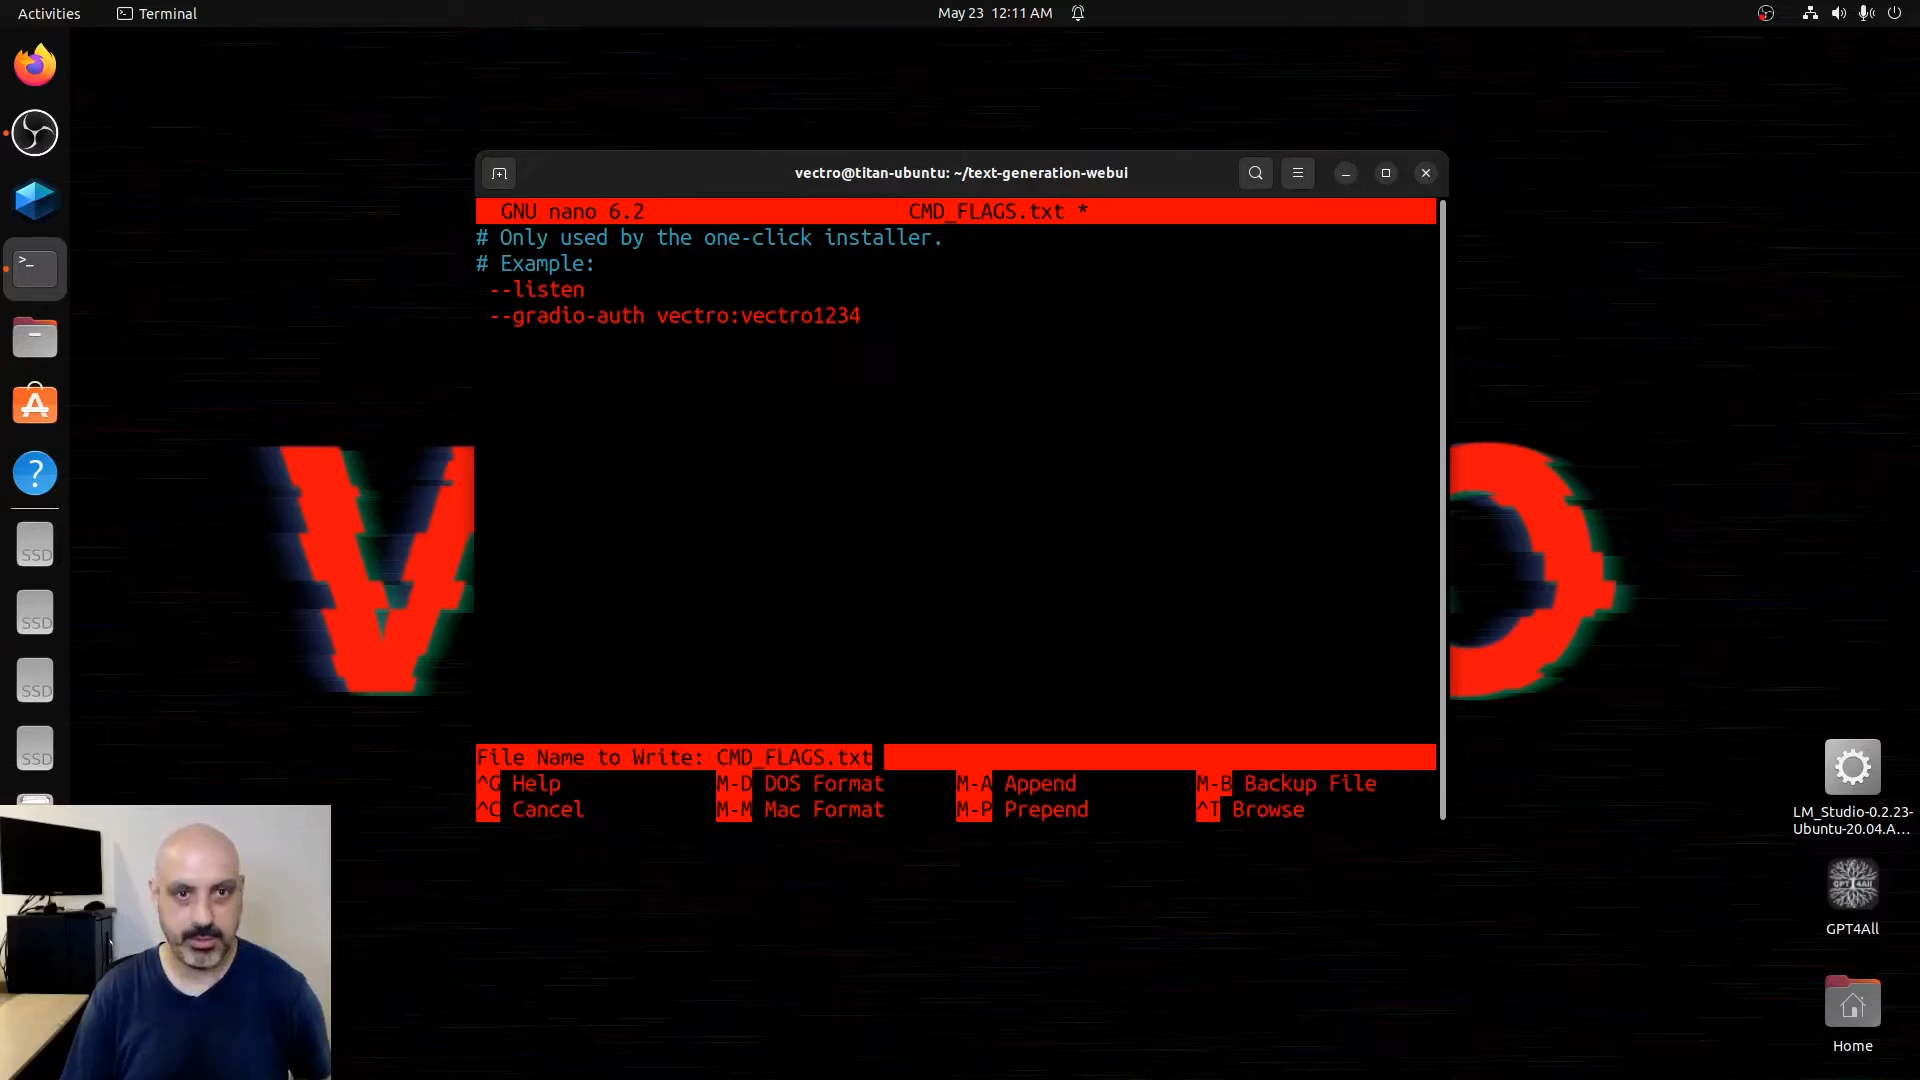 Activities
Terminal
May 23  12:11 AM
vectro@titan-ubuntu: ~/text-generation-webui
GNU nano 6.2
CMD_FLAGS.txt *
# Only used by the one-click installer.
# Example:
--listen
--gradio-auth vectro:vectro1234
File Name to Write: CMD_FLAGS.txt
^G Help
M-D DOS Format
M-A Append
M-B Backup File
^C Cancel
M-M Mac Format
M-P Prepend
^T Browse
>_
?
SSD
SSD
SSD
SSD
V
LM_Studio-0.2.23-
Ubuntu-20.04.A...
GPT4All
GPT4All
Home